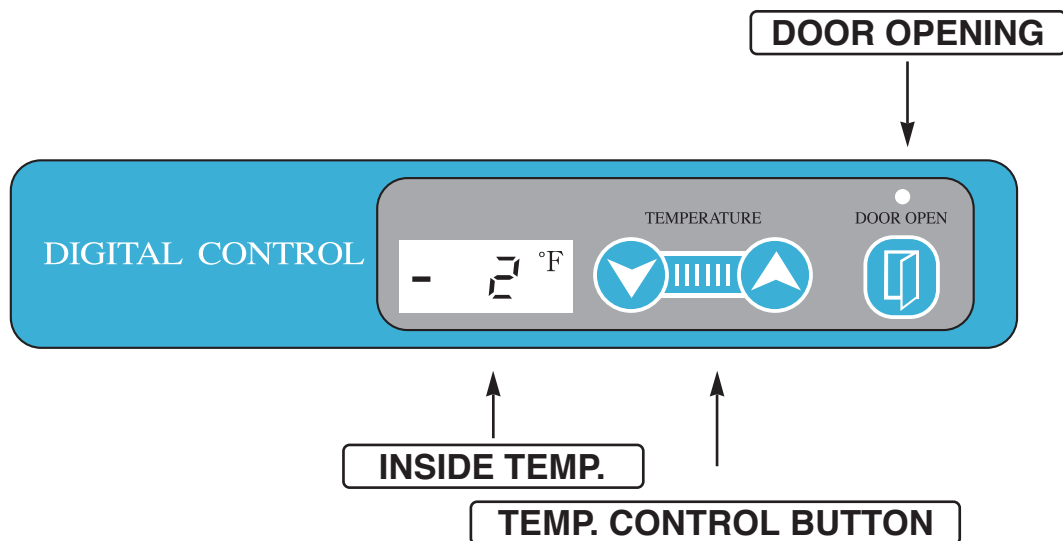 DOOR OPENING
TEMPERATURE
DOOR OPEN
DIGITAL CONTROL
- 2 °F
INSIDE TEMP.
TEMP. CONTROL BUTTON